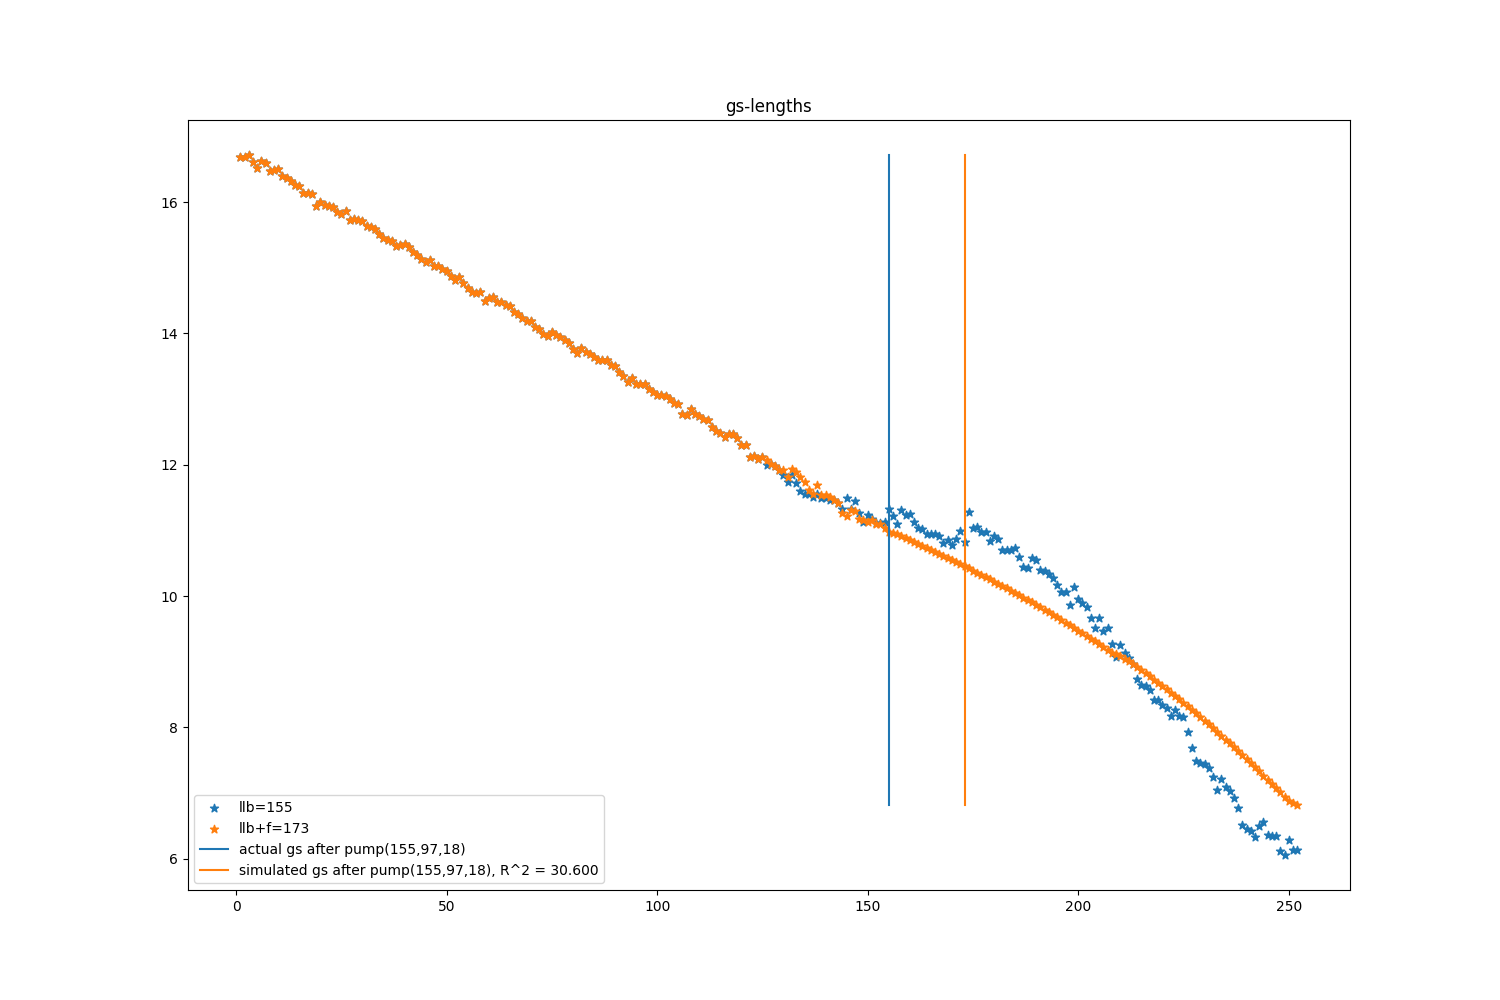 gs-lengths
16
14
12
10
8
6
0 50 100 150 200 250
llb=155
llb+f=173
actual gs after pump(155,97,18)
simulated gs after pump(155,97,18), R^2 = 30.600